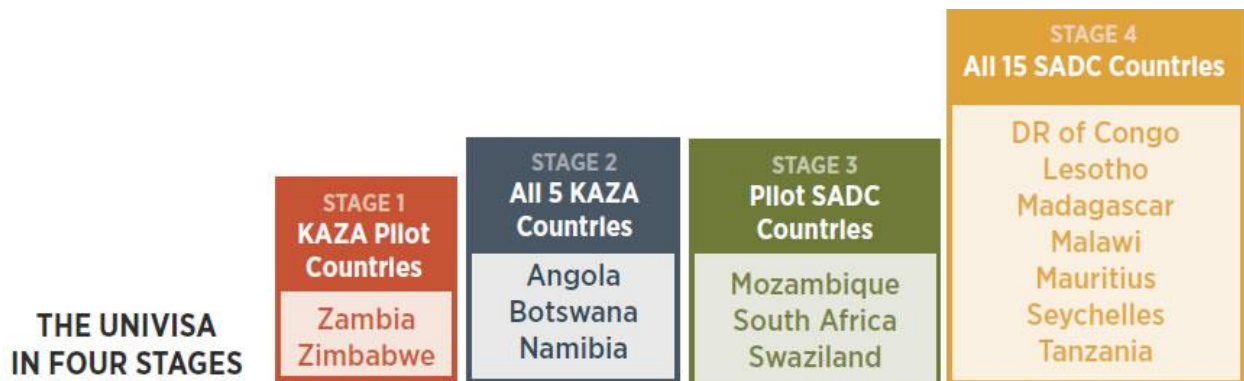 THE UNIVISA
IN FOUR STAGES
STAGE 1
KAZA Pilot
Countries
Zambia
Zimbabwe
STAGE 2
All 5 KAZA
Countries
Angola
Botswana
Namibia
STAGE 3
Pilot SADC
Countries
Mozambique
South Africa
Swaziland
STAGE 4
All 15 SADC Countries
DR of Congo
Lesotho
Madagascar
Malawi
Mauritius
Seychelles
Tanzania